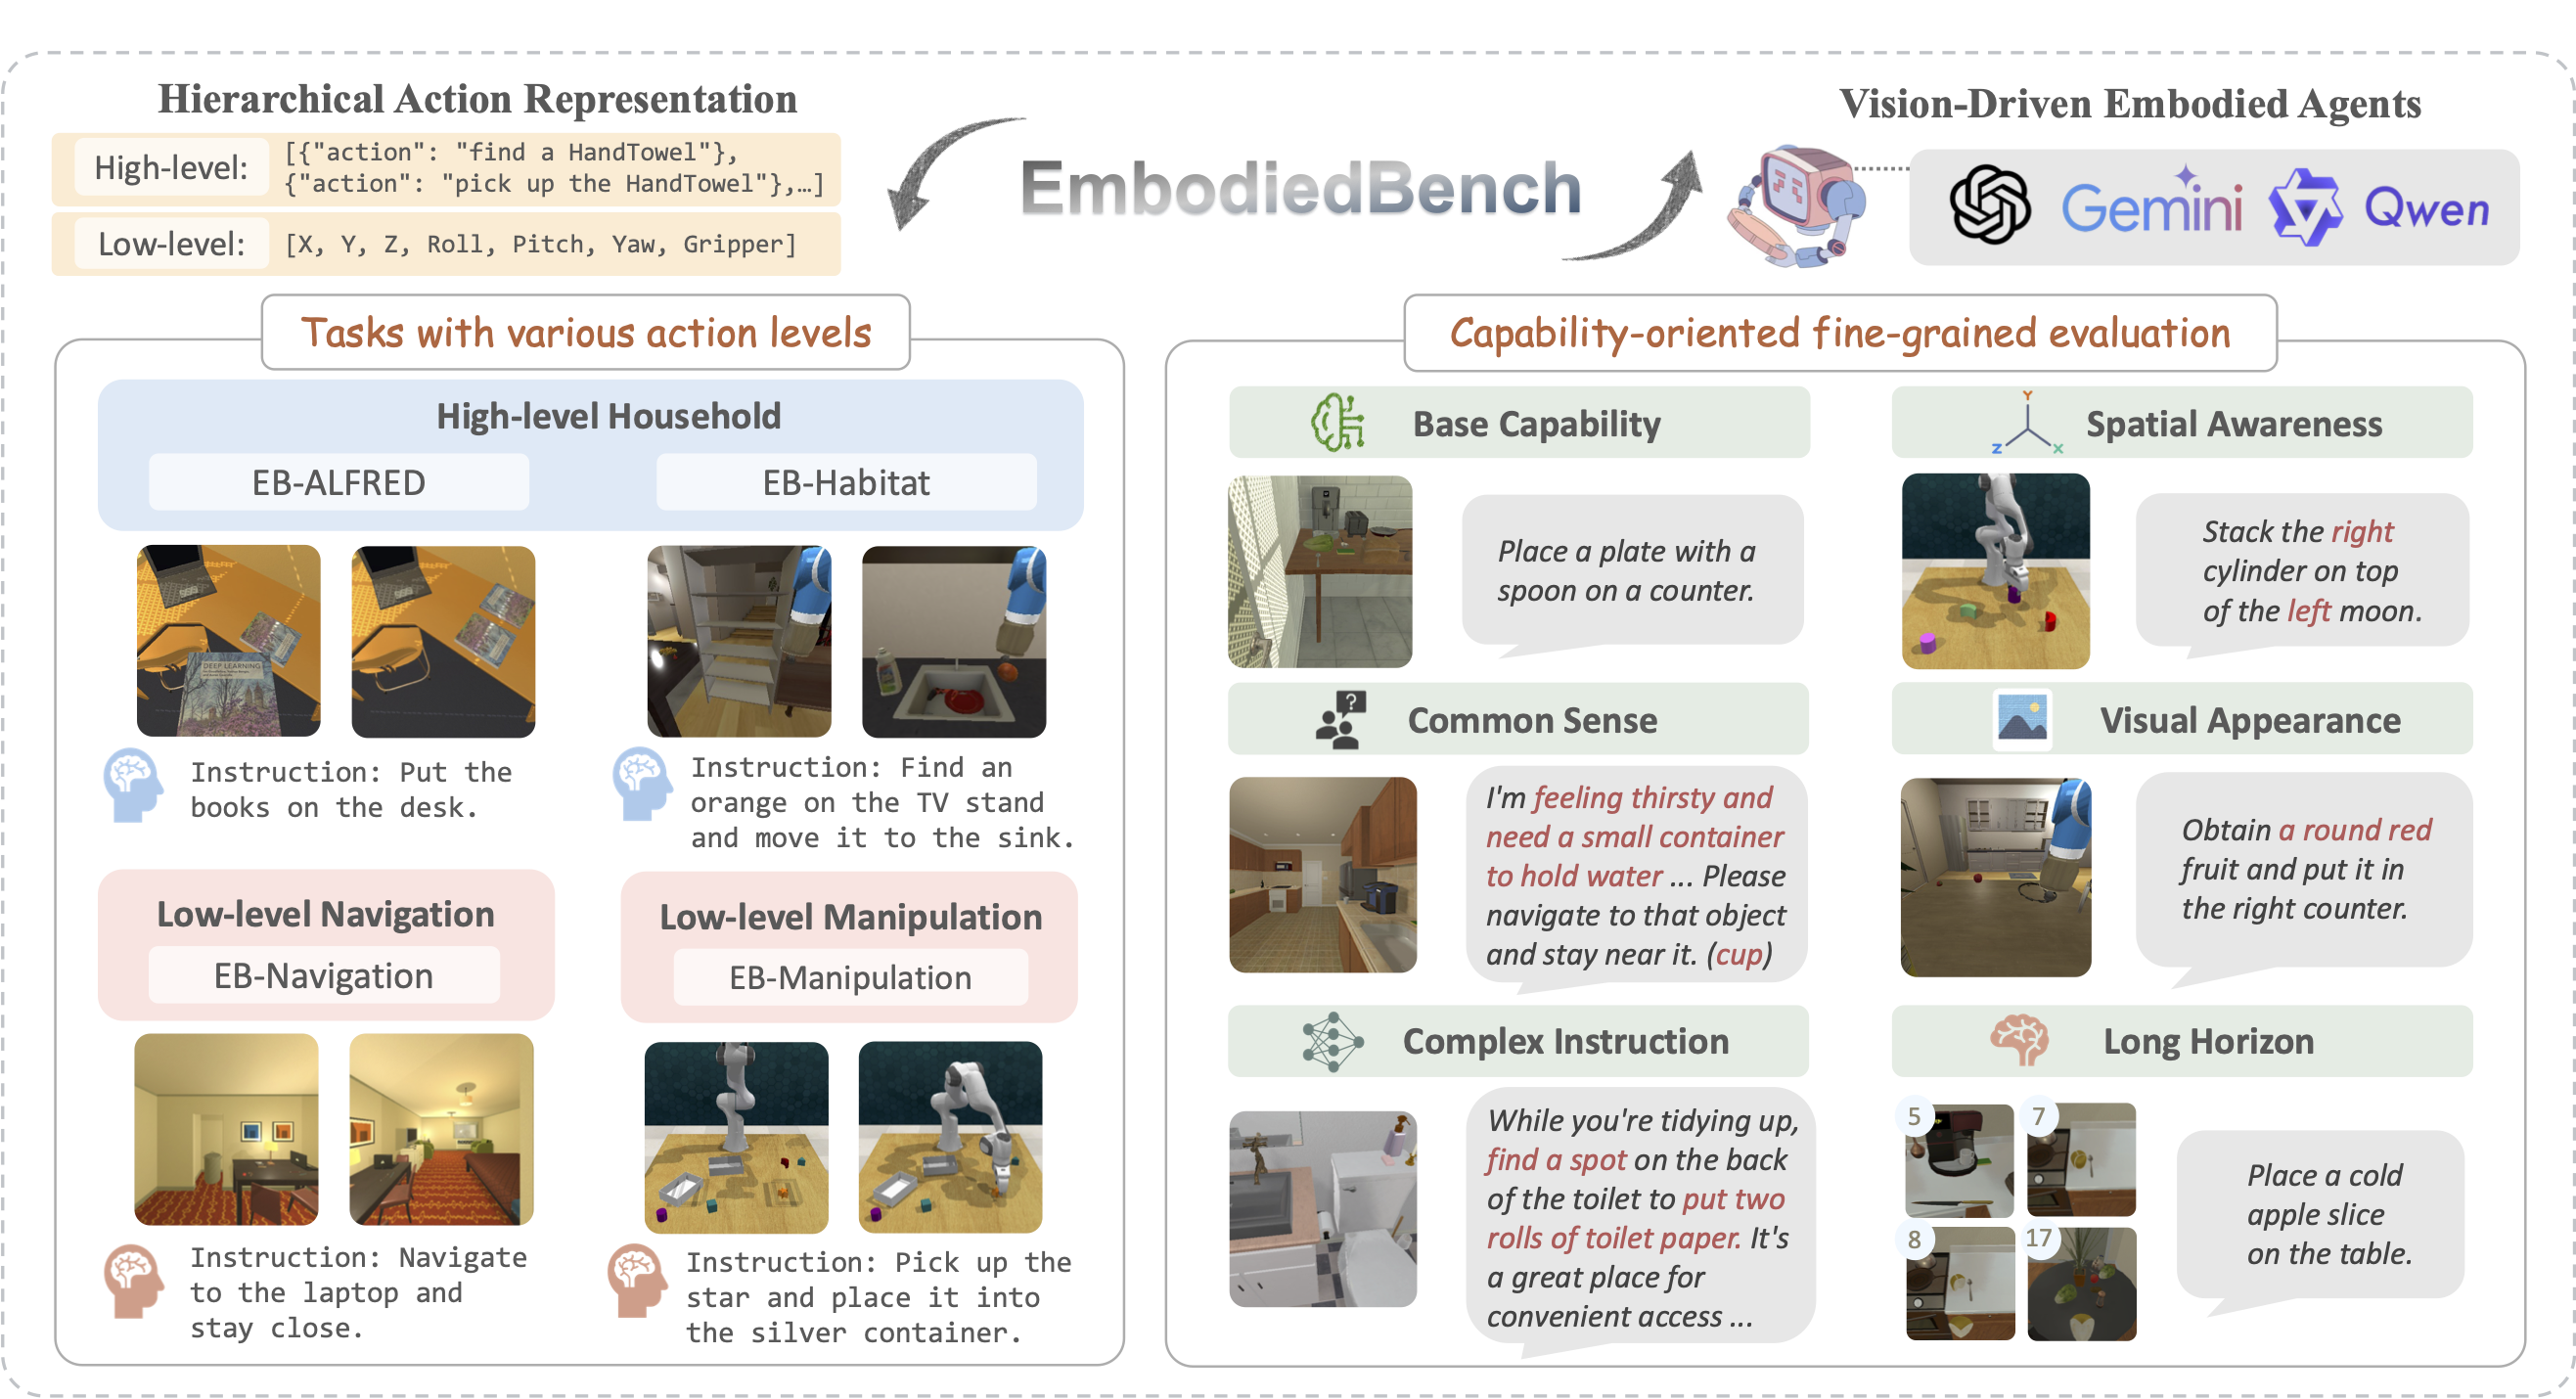 Hierarchical Action Representation
High-level:
[{"action": "find a HandTowel"},
{"action": "pick up the HandTowel"},…]
Low-level:
[X, Y, Z, Roll, Pitch, Yaw, Gripper]
EmbodiedBench
Vision-Driven Embodied Agents
Gemini
Qwen
Tasks with various action levels
High-level Household
EB-ALFRED
EB-Habitat
DEEP LEARNING
Instruction: Put the
books on the desk.
Instruction: Find an
orange on the TV stand
and move it to the sink.
Low-level Navigation
EB-Navigation
Low-level Manipulation
EB-Manipulation
Instruction: Navigate
to the laptop and
stay close.
Instruction: Pick up the
star and place it into
the silver container.
Capability-oriented fine-grained evaluation
Base Capability
Place a plate with a
spoon on a counter.
Y
Z
X
Spatial Awareness
Stack the right
cylinder on top
of the left moon.
?
Common Sense
I'm feeling thirsty and
need a small container
to hold water ... Please
navigate to that object
and stay near it. (cup)
Visual Appearance
Obtain a round red
fruit and put it in
the right counter.
Complex Instruction
While you're tidying up,
find a spot on the back
of the toilet to put two
rolls of toilet paper. It's
a great place for
convenient access ...
Long Horizon
5
7
8
17
Place a cold
apple slice
on the table.